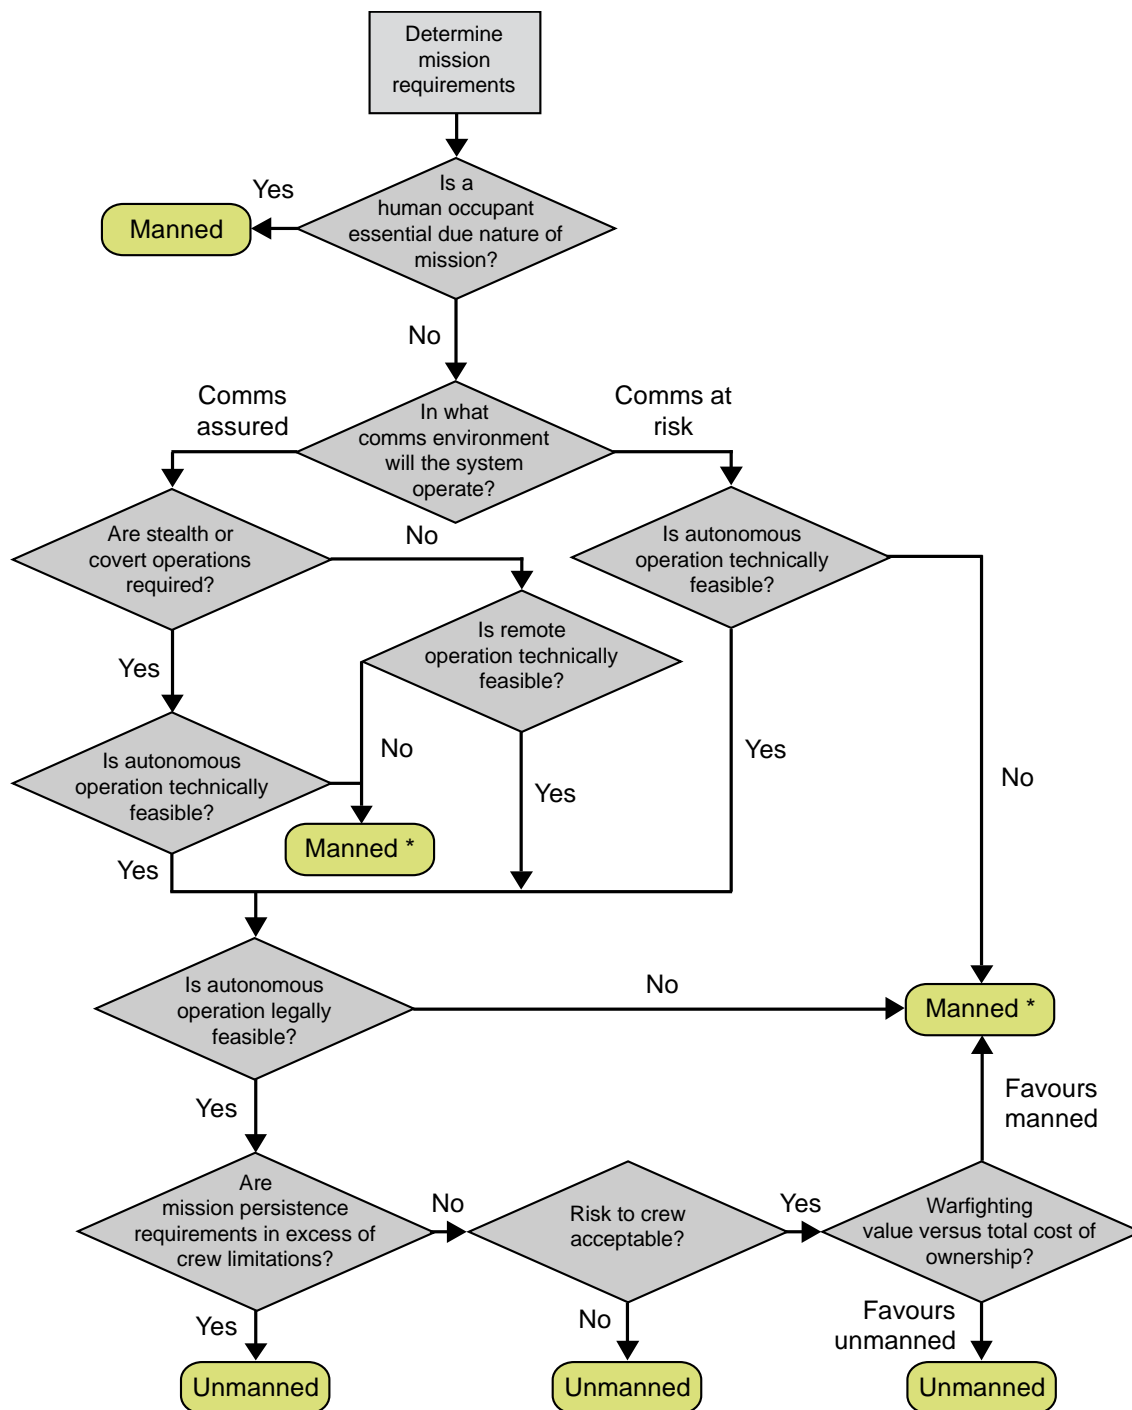 Determine
mission
requirements
Is a
human occupant
essential due nature of
mission?
Yes
Manned
No
In what
comms environment
will the system
operate?
Comms
assured
Comms at
risk
Are stealth or
covert operations
required?
No
Is autonomous
operation technically
feasible?
Yes
Is remote
operation technically
feasible?
Is autonomous
operation technically
feasible?
No
Yes
Yes
No
Manned *
Yes
Is autonomous
operation legally
feasible?
No
Manned *
Yes
Favours
manned
Are
mission persistence
requirements in excess of
crew limitations?
No
Risk to crew
acceptable?
Yes
Warfighting
value versus total cost of
ownership?
Yes
No
Favours
unmanned
Unmanned
Unmanned
Unmanned